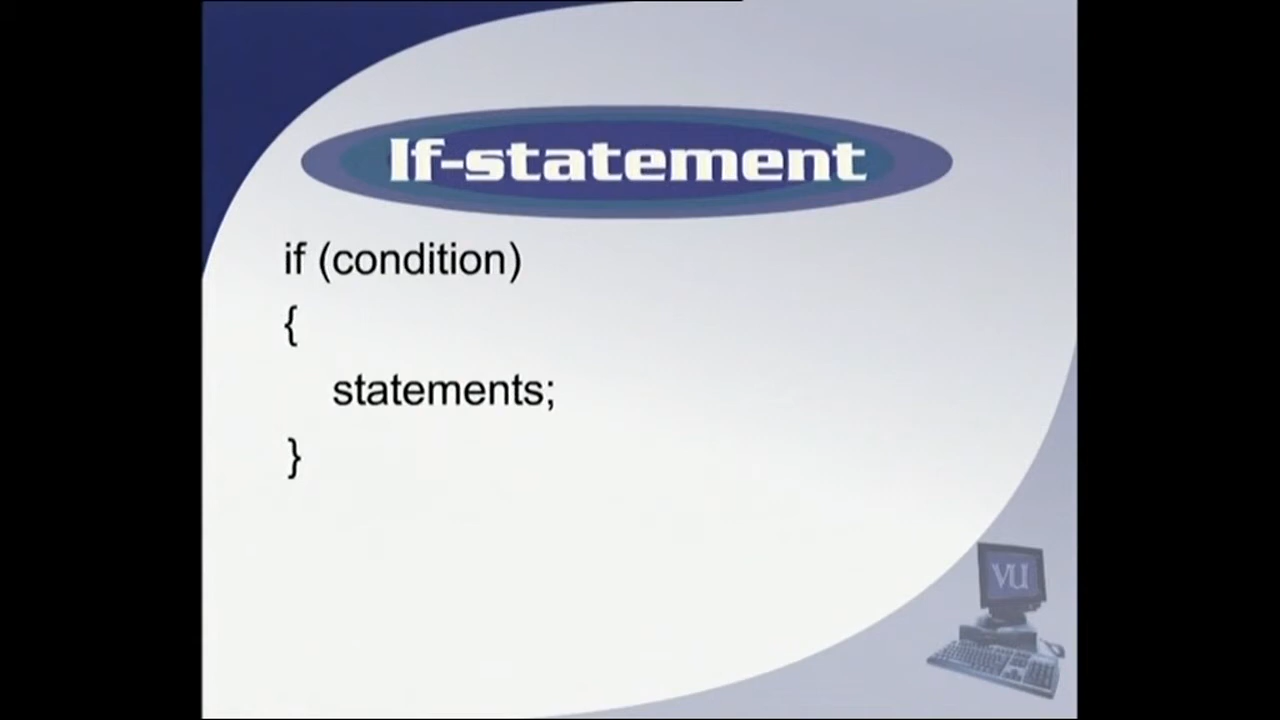 If-statement
if (condition)
{
statements;
}
VU